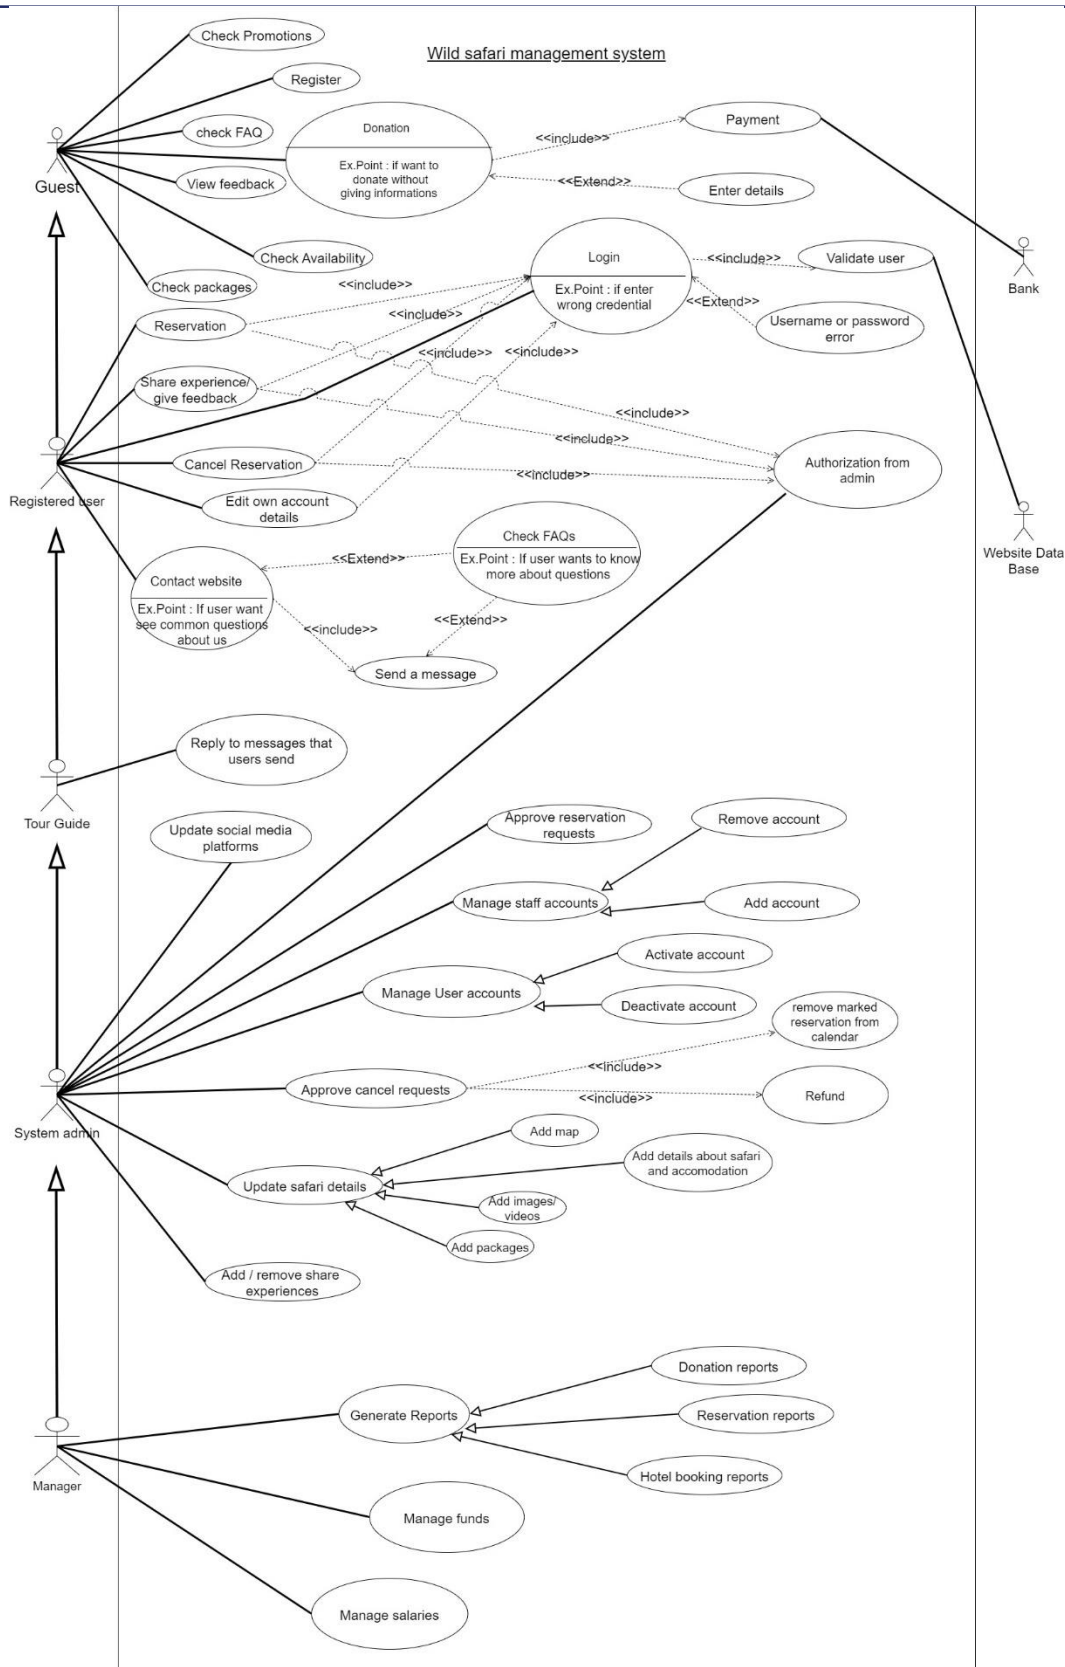 Wild safari management system
Check Promotions
Register
check FAQ
View feedback
Check Availability
Check packages
Guest
Donation
Ex.Point : if want to
donate without
giving informations
<<include>>
Payment
<<Extend>>
Enter details
Bank
Login
Ex.Point : if enter
wrong credential
<<include>>
Validate user
<<Extend>>
Username or password
error
Website Data
Base
Reservation
<<include>>
<<include>>
<<include>>
<<include>>
Share experience/
give feedback
<<include>>
<<include>>
<<include>>
Authorization from
admin
Cancel Reservation
Edit own account
details
Registered user
Contact website
Ex.Point : If user want
see common questions
about us
<<Extend>>
Check FAQs
Ex.Point : If user wants to know
more about questions
<<include>>
<<Extend>>
Send a message
Reply to messages that
users send
Tour Guide
Update social media
platforms
Approve reservation
requests
Remove account
Manage staff accounts
Add account
Activate account
Manage User accounts
Deactivate account
remove marked
reservation from
calendar
<<include>>
Approve cancel requests
<<include>>
Refund
System admin
Add map
Add details about safari
and accomodation
Update safari details
Add images/
videos
Add packages
Add / remove share
experiences
Donation reports
Generate Reports
Reservation reports
Hotel booking reports
Manager
Manage funds
Manage salaries